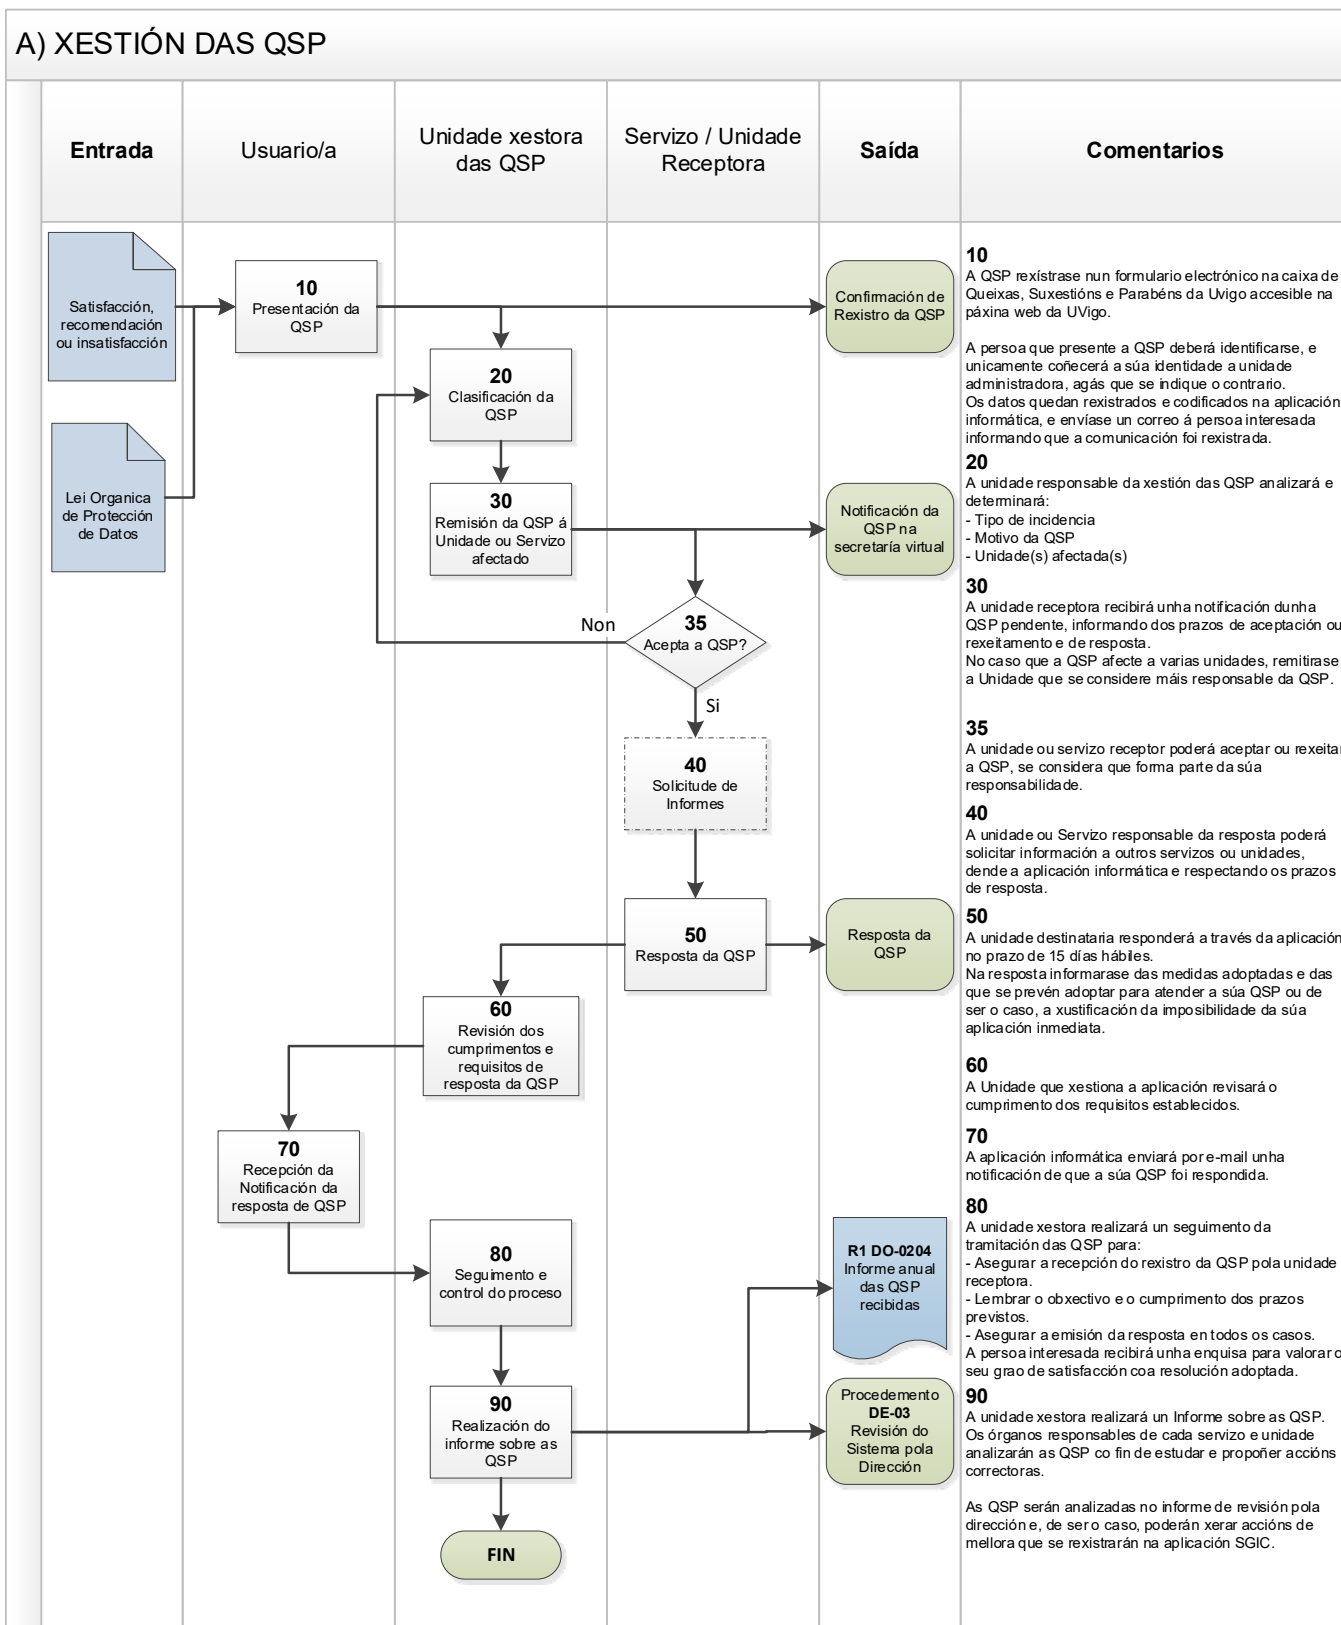 A) XESTIÓN DAS QSP
Entrada
Usuario/a
Unidade xestora
das QSP
Servizo / Unidade
Receptora
Saída
Comentarios
Satisfacción,
recomendación
ou insatisfacción
Lei Organica
de Protección
de Datos
10
Presentación da
QSP
20
Clasificación da
QSP
30
Remisión da QSP á
Unidade ou Servizo
afectado
Non
35
Acepta a QSP?
Si
40
Solicitude de
Informes
50
Resposta da QSP
60
Revisión dos
cumprimentos e
requisitos de
resposta da QSP
70
Recepción da
Notificación da
resposta de QSP
80
Seguimento e
control do proceso
90
Realización do
informe sobre as
QSP
FIN
Confirmación de
Rexistro da QSP
Notificación da
QSP na
secretaría virtual
Resposta da
QSP
R1 DO-0204
Informe anual
das QSP
recibidas
Procedemento
DE-03
Revisión do
Sistema pola
Dirección
10
A QSP rexístrase nun formulario electrónico na caixa de
Queixas, Suxestións e Parabéns da Uvigo accesible na
páxina web da UVigo.
A persoa que presente a QSP deberá identificarse, e
unicamente coñecerá a súa identidade a unidade
administradora, agás que se indique o contrario.
Os datos quedan rexistrados e codificados na aplicación
informática, e envíase un correo á persoa interesada
informando que a comunicación foi rexistrada.
20
A unidade responsable da xestión das QSP analizará e
determinará:
- Tipo de incidencia
- Motivo da QSP
- Unidade(s) afectada(s)
30
A unidade receptora recibirá unha notificación dunha
QSP pendente, informando dos prazos de aceptación ou
rexeitamento e de resposta.
No caso que a QSP afecte a varias unidades, remitirase
a Unidade que se considere máis responsable da QSP.
35
A unidade ou servizo receptor poderá aceptar ou rexeitar
a QSP, se considera que forma parte da súa
responsabilidade.
40
A unidade ou Servizo responsable da resposta poderá
solicitar información a outros servizos ou unidades,
dende a aplicación informática e respectando os prazos
de resposta.
50
A unidade destinataria responderá a través da aplicación
no prazo de 15 días hábiles.
Na resposta informarase das medidas adoptadas e das
que se prevén adoptar para atender a súa QSP ou de
ser o caso, a xustificación da imposibilidade da súa
aplicación inmediata.
60
A Unidade que xestiona a aplicación revisará o
cumprimento dos requisitos establecidos.
70
A aplicación informática enviará por e-mail unha
notificación de que a súa QSP foi respondida.
80
A unidade xestora realizará un seguimento da
tramitación das QSP para:
- Asegurar a recepción do rexistro da QSP pola unidade
receptora.
- Lembrar o obxectivo e o cumprimento dos prazos
previstos.
- Asegurar a emisión da resposta en todos os casos.
A persoa interesada recibirá unha enquisa para valorar o
seu grao de satisfacción coa resolución adoptada.
90
A unidade xestora realizará un Informe sobre as QSP.
Os órganos responsables de cada servizo e unidade
analizarán as QSP co fin de estudar e propoñer accións
correctoras.
As QSP serán analizadas no informe de revisión pola
dirección e, de ser o caso, poderán xerar accións de
mellora que se rexistrarán na aplicación SGIC.